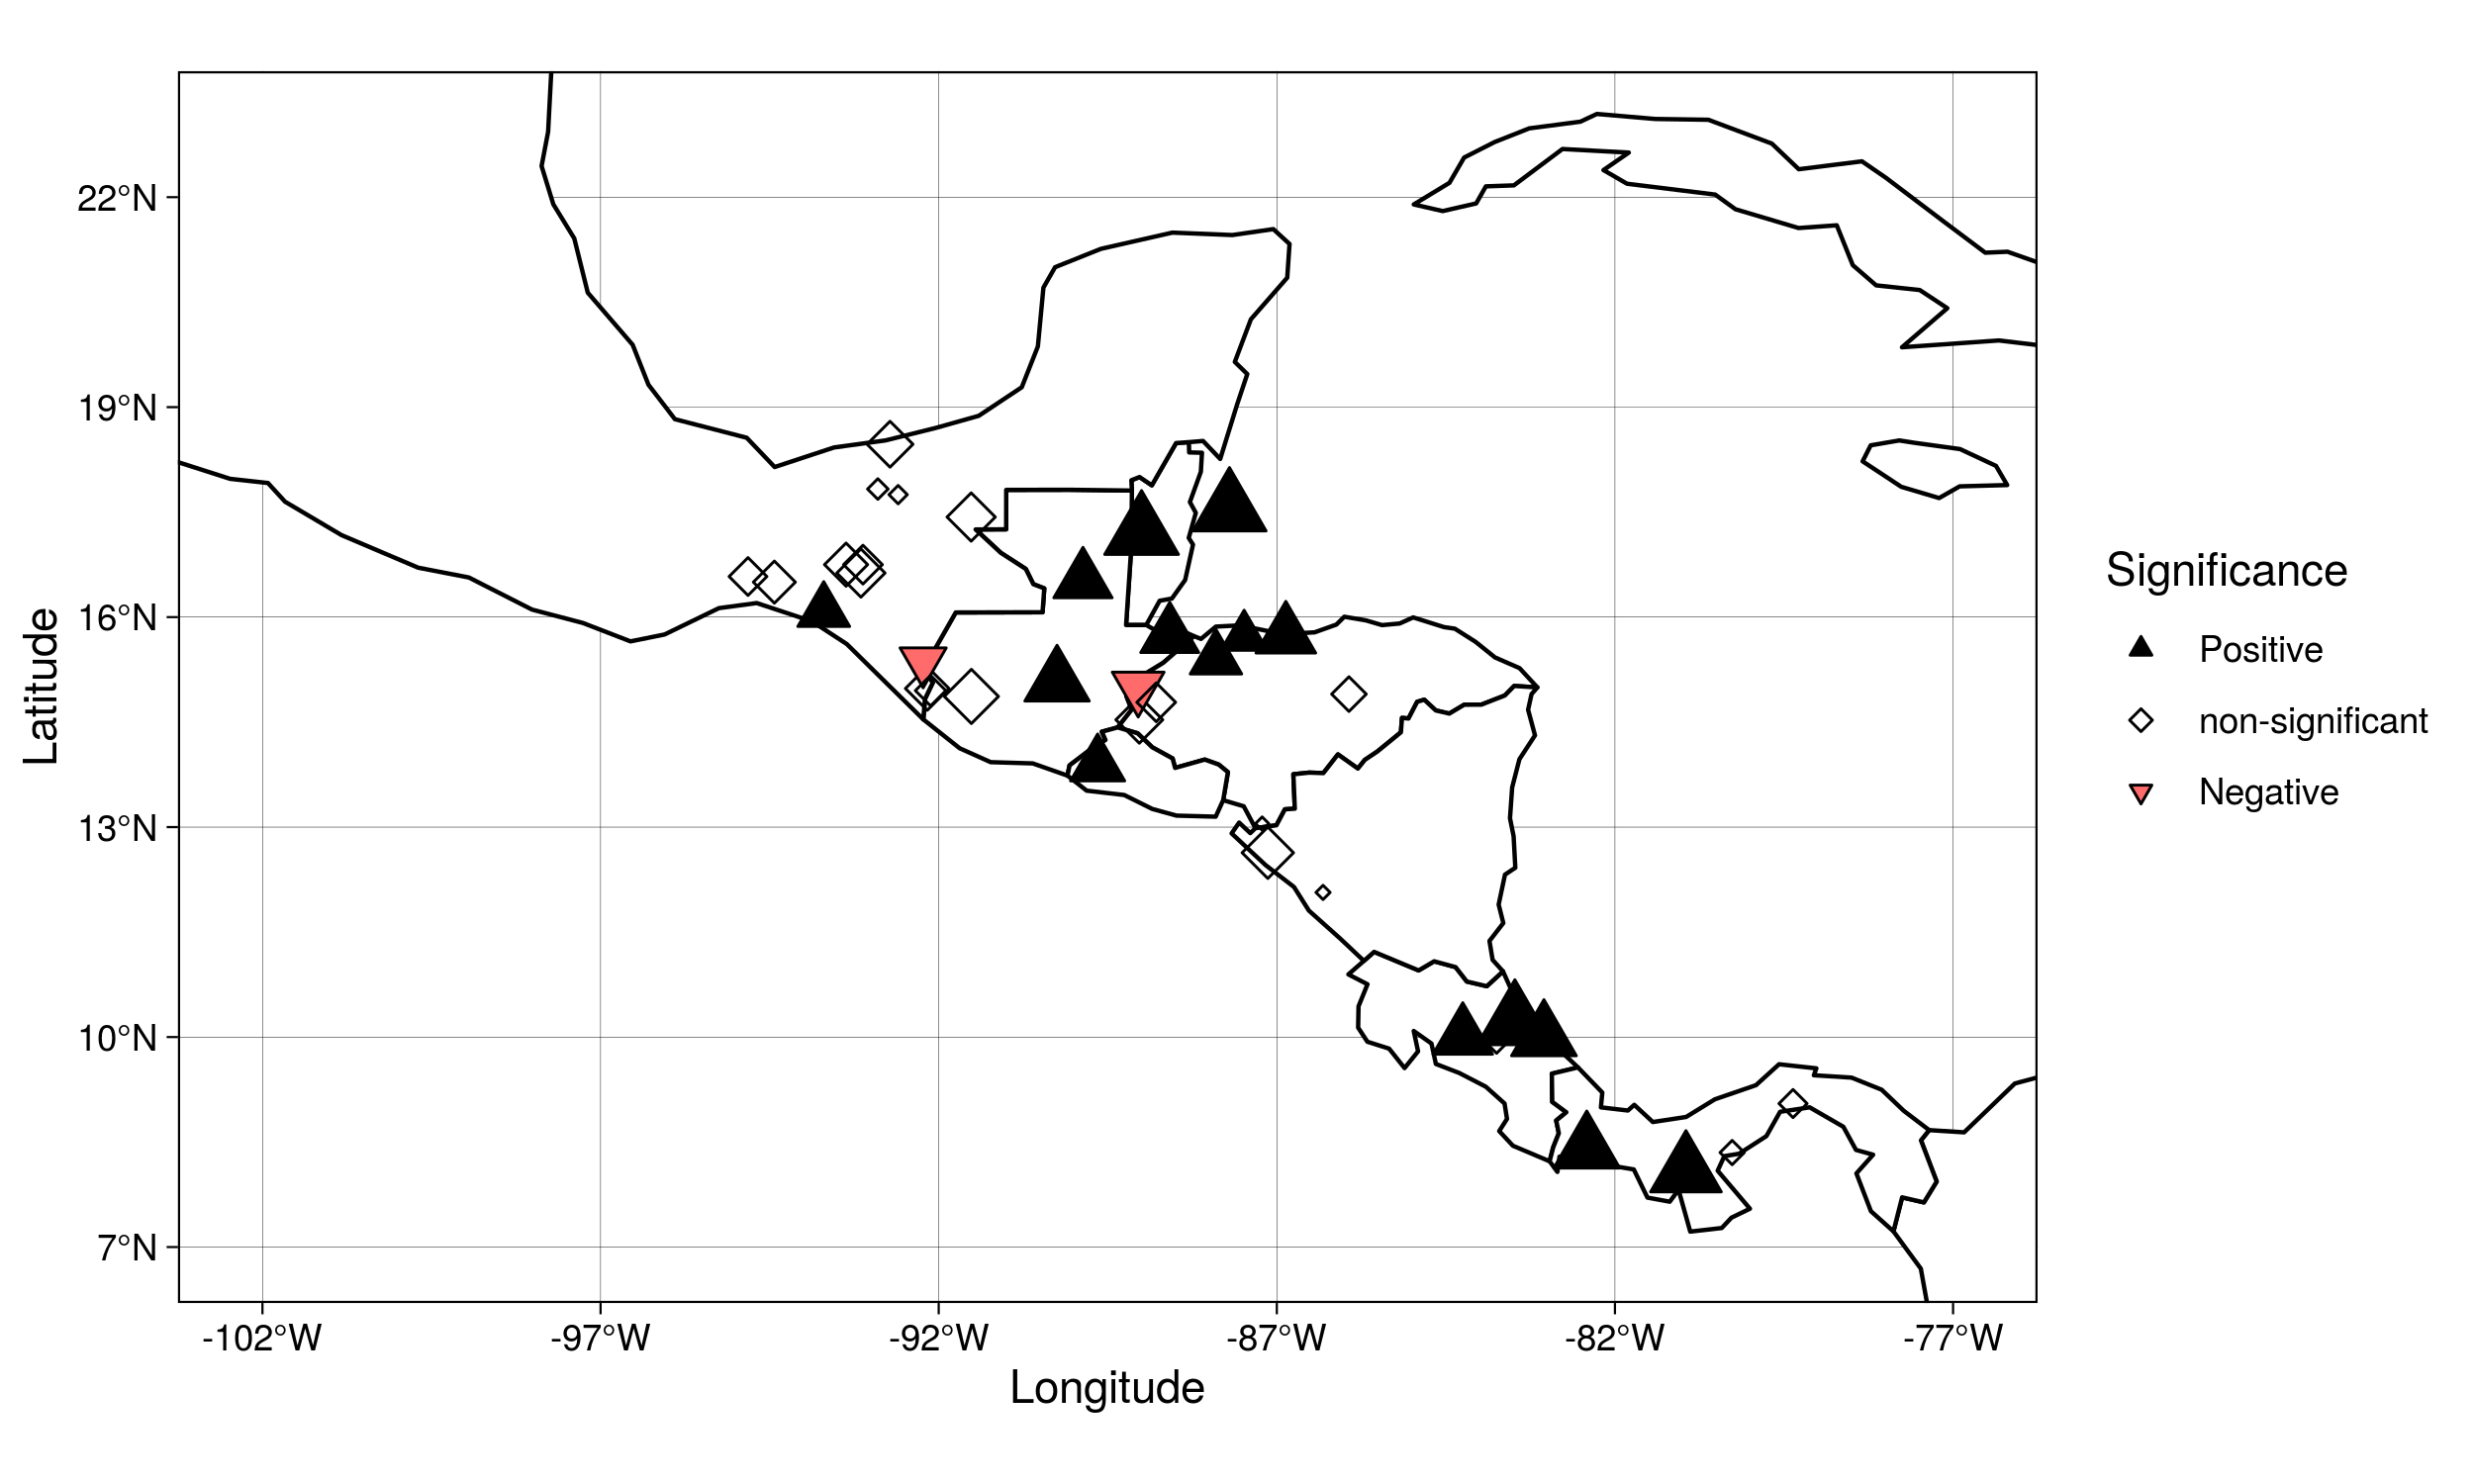 22°N
19°N
16°N
13°N
10°N
7°N
Latitude
-102°W
-97°W
-92°W
-87°W
-82°W
-77°W
Longitude
Significance
Positive
non-significant
Negative